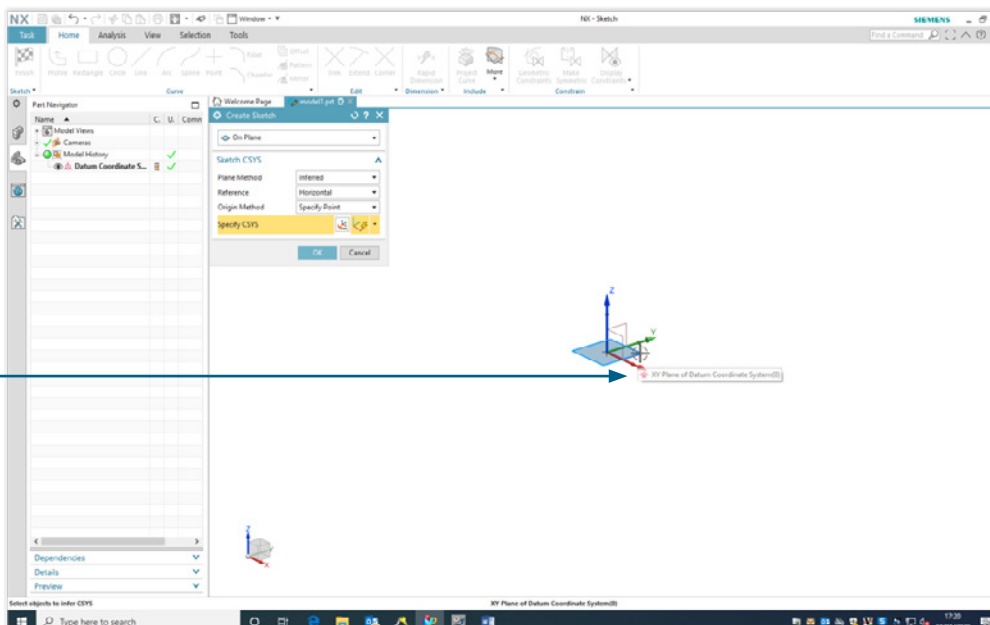 NX Window NX - Sketch SIEMENS
Task Home Analysis View Selection Tools Find a Command
Finish Profile Rectangle Circle Line Arc Spline Point Fillet Chamfer Offset Pattern Mirror Trim Extend Corner Rapid Dimension Project Curve More Geometric Constraints Make Symmetric Display Constraints
Sketch Curve Edit Dimension Include Constrain
Part Navigator Welcome Page model1.prt
Name C. U. Comm
Model Views
Cameras
Model History
Datum Coordinate S...
Create Sketch
On Plane
Sketch CSYS
Plane Method Inferred
Reference Horizontal
Origin Method Specify Point
Specify CSYS
OK Cancel
Z
Y
XY Plane of Datum Coordinate System(0)
Z
Y
X
Dependencies
Details
Preview
Select objects to infer CSYS XY Plane of Datum Coordinate System(0)
Type here to search 17:20